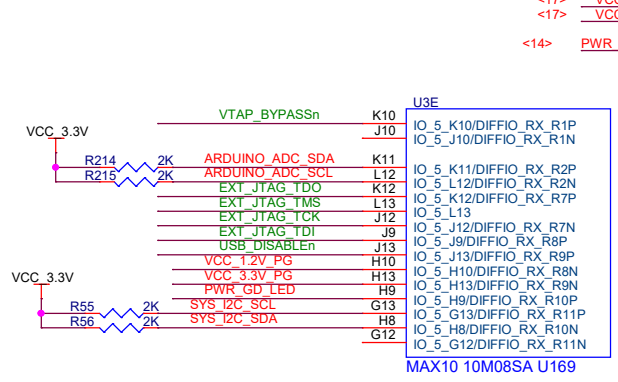 <17> VCC
<17> VCC
<14> PWR
U3E
VTAP_BYPASSn K10 IO_5_K10/DIFFIO_RX_R1P
J10 IO_5_J10/DIFFIO_RX_R1N
VCC_3.3V
R214 2K ARDUINO_ADC_SDA K11 IO_5_K11/DIFFIO_RX_R2P
R215 2K ARDUINO_ADC_SCL L12 IO_5_L12/DIFFIO_RX_R2N
EXT_JTAG_TDO K12 IO_5_K12/DIFFIO_RX_R7P
EXT_JTAG_TMS L13 IO_5_L13
EXT_JTAG_TCK J12 IO_5_J12/DIFFIO_RX_R7N
EXT_JTAG_TDI J9 IO_5_J9/DIFFIO_RX_R8P
USB_DISABLEn J13 IO_5_J13/DIFFIO_RX_R9P
VCC_1.2V_PG H10 IO_5_H10/DIFFIO_RX_R8N
VCC_3.3V
VCC_3.3V_PG H13 IO_5_H13/DIFFIO_RX_R9N
PWR_GD_LED H9 IO_5_H9/DIFFIO_RX_R10P
R55 2K SYS_I2C_SCL G13 IO_5_G13/DIFFIO_RX_R11P
R56 2K SYS_I2C_SDA H8 IO_5_H8/DIFFIO_RX_R10N
G12 IO_5_G12/DIFFIO_RX_R11N
MAX10 10M08SA U169